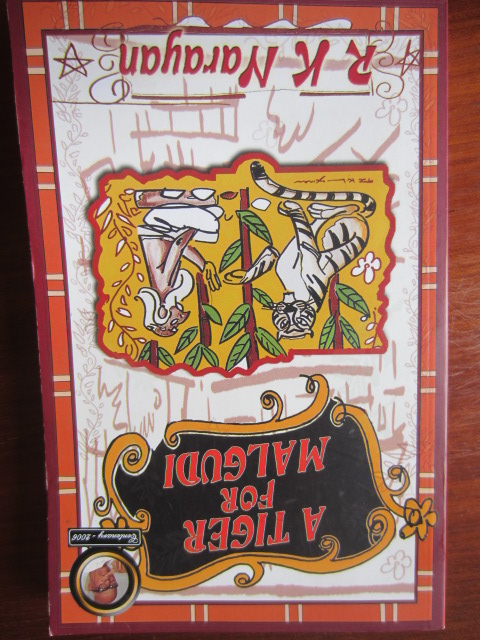 A TIGER
FOR
MALGUDI
Centenary - 2006
R K Narayan